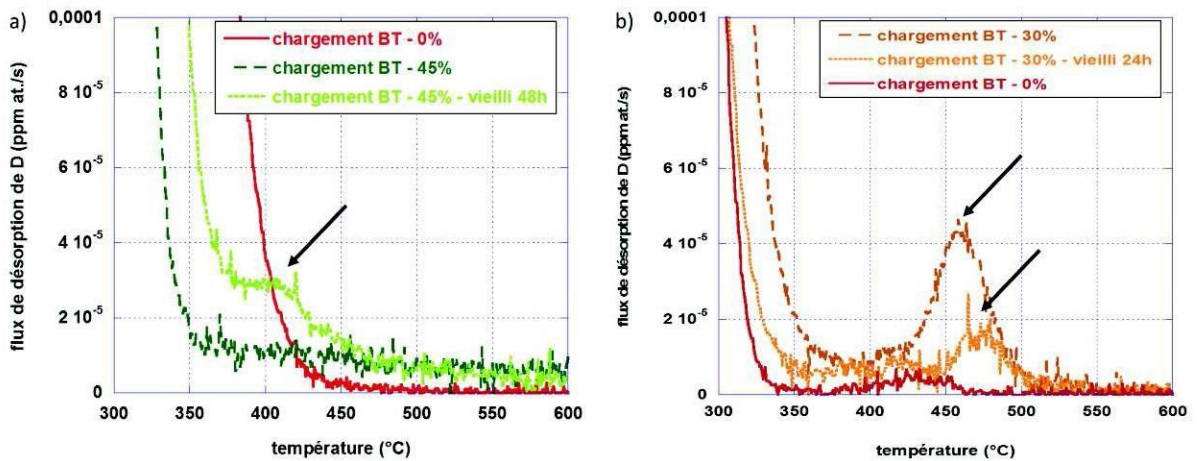 a)
0,0001
8 10-5
6 10-5
4 10-5
2 10-5
0
flux de désorption de D (ppm at./s)
chargement BT - 0%
chargement BT - 45%
chargement BT - 45% - vieilli 48h
300 350 400 450 500 550 600
température (°C)
b)
0,0001
8 10-5
6 10-5
4 10-5
2 10-5
0
flux de désorption de D (ppm at./s)
chargement BT - 30%
chargement BT - 30% - vieilli 24h
chargement BT - 0%
300 350 400 450 500 550 600
température (°C)